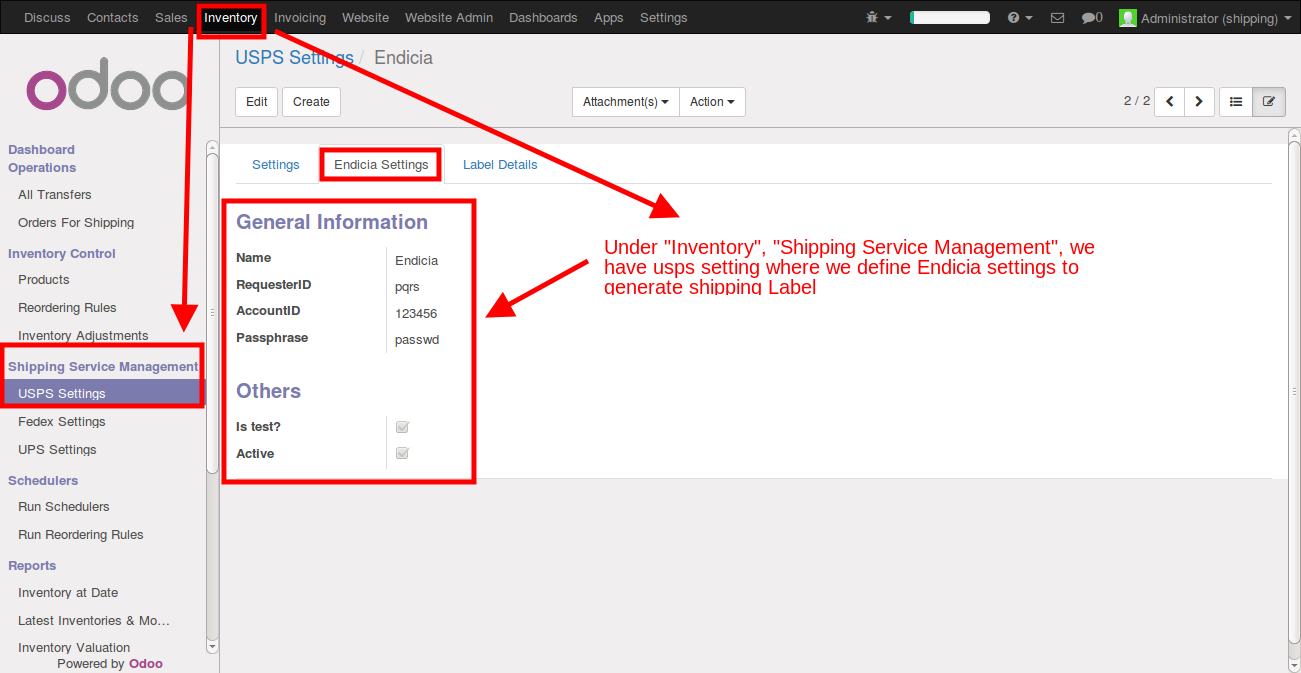 Discuss Contacts Sales Inventory Invoicing Website Website Admin Dashboards Apps Settings 0 Administrator (shipping)
odoo
USPS Settings / Endicia
Edit Create Attachment(s) Action 2 / 2
Dashboard
Operations
All Transfers
Orders For Shipping
Inventory Control
Products
Reordering Rules
Inventory Adjustments
Shipping Service Management
USPS Settings
Fedex Settings
UPS Settings
Schedulers
Run Schedulers
Run Reordering Rules
Reports
Inventory at Date
Latest Inventories & Mo...
Inventory Valuation
Powered by Odoo
Settings Endicia Settings Label Details
General Information
Name Endicia
RequesterID pqrs
AccountID 123456
Passphrase passwd
Others
Is test?
Active
Under "Inventory", "Shipping Service Management", we
have usps setting where we define Endicia settings to
generate shipping Label